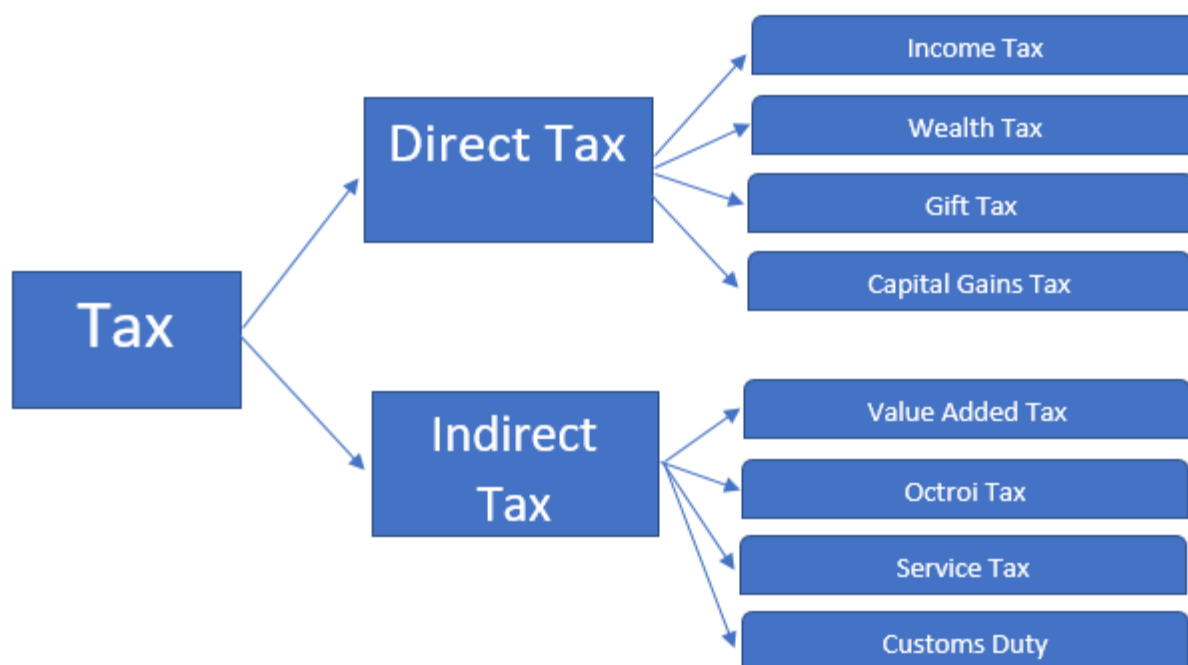 Tax
Direct Tax
Income Tax
Wealth Tax
Gift Tax
Capital Gains Tax
Indirect
Tax
Value Added Tax
Octroi Tax
Service Tax
Customs Duty